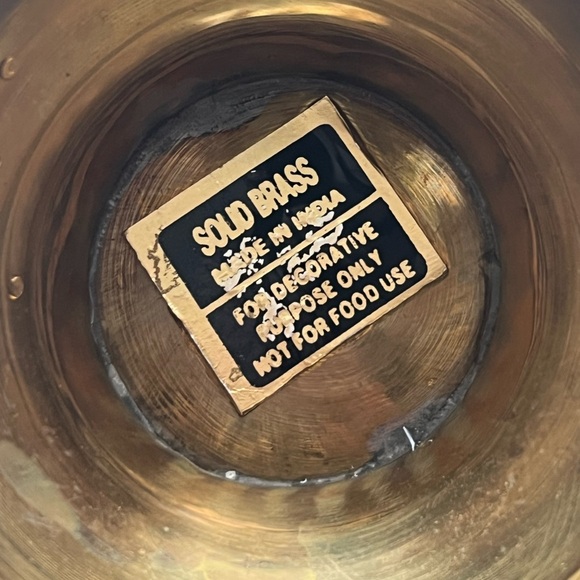 SOLID BRASS
MADE IN INDIA
FOR DECORATIVE
PURPOSE ONLY
NOT FOR FOOD USE